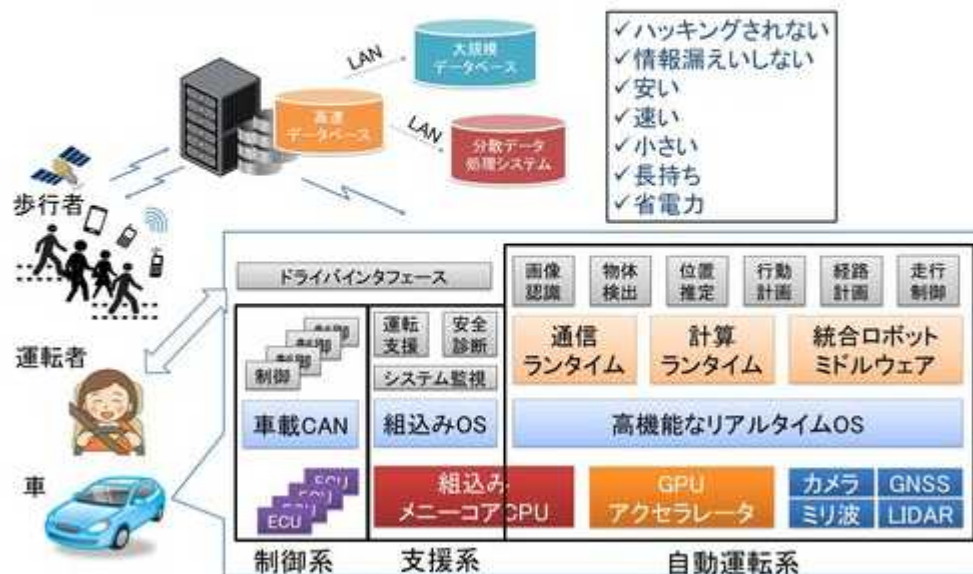 LAN
大規模
データベース
高速
データベース
LAN
分散データ
処理システム
✓ハッキングされない
✓情報漏えいしない
✓安い
✓速い
✓小さい
✓長持ち
✓省電力
歩行者
運転者
車
ドライバインタフェース
制御
制御
制御
制御
車載CAN
ECU
ECU
ECU
ECU
制御系
運転
支援
安全
診断
システム監視
組込みOS
組込み
メニーコアCPU
支援系
画像
認識
物体
検出
位置
推定
行動
計画
経路
計画
走行
制御
通信
ランタイム
計算
ランタイム
統合ロボット
ミドルウェア
高機能なリアルタイムOS
GPU
アクセラレータ
カメラ
GNSS
ミリ波
LIDAR
自動運転系